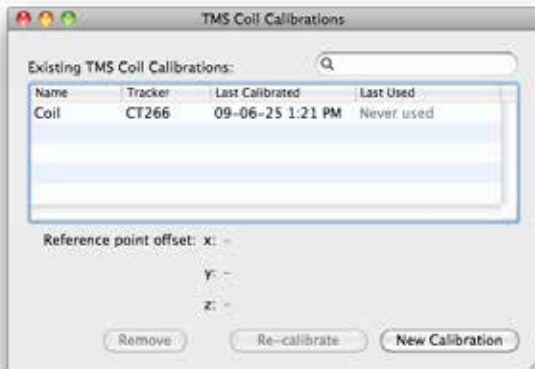 TMS Coil Calibrations
Existing TMS Coil Calibrations:
Name Tracker Last Calibrated Last Used
Coil CT266 09-06-25 1:21 PM Never used
Reference point offset: x: -
y: -
z: -
Remove Re-calibrate New Calibration